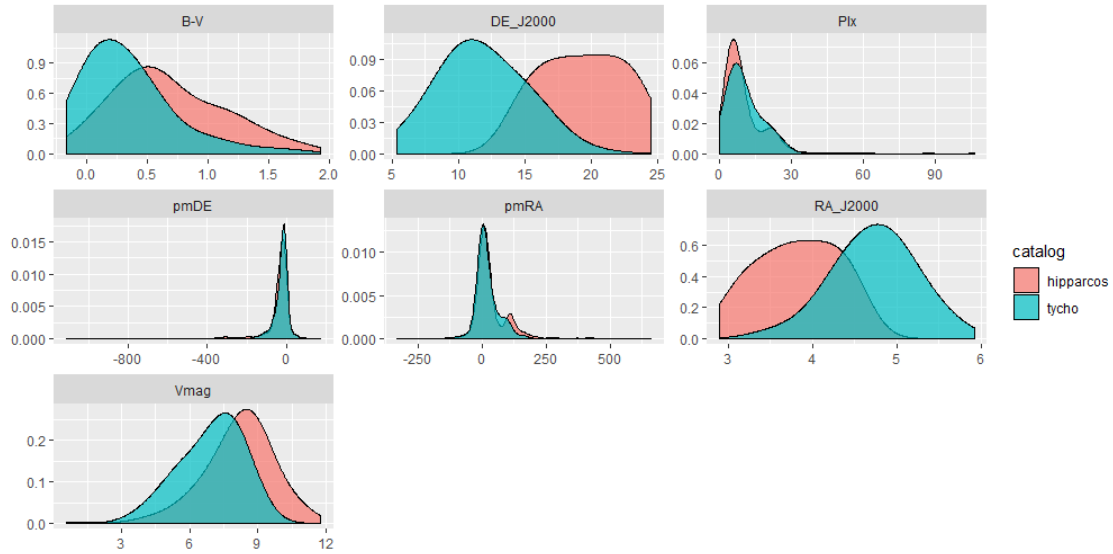 B-V DE_J2000 Plx
0.9 0.6 0.3 0.0
0.0 0.5 1.0 1.5 2.0
0.09 0.06 0.03 0.00
5 10 15 20 25
0.06 0.04 0.02 0.00
0 30 60 90
pmDE pmRA RA_J2000
0.015 0.010 0.005 0.000
-800 -400 0
0.010 0.005 0.000
-250 0 250 500
0.6 0.4 0.2 0.0
3 4 5 6
catalog
hipparcos
tycho
Vmag
0.2 0.1 0.0
3 6 9 12